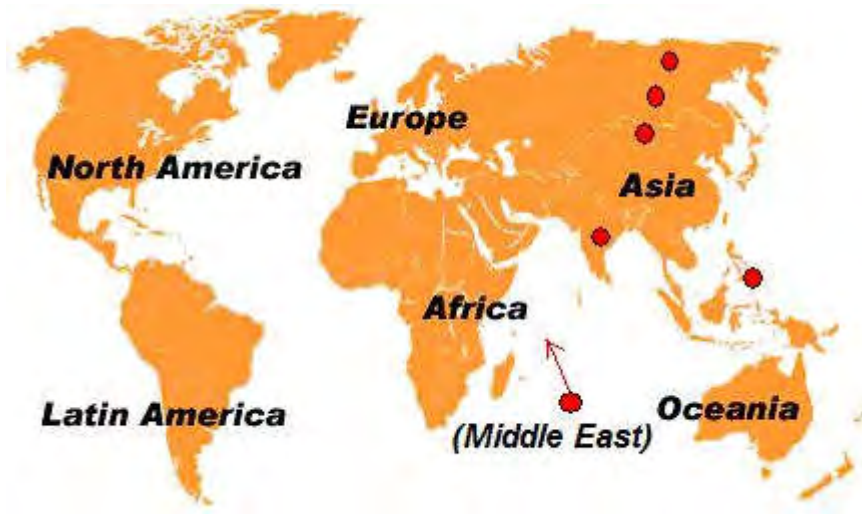 Europe
North America
Asia
Africa
Latin America
Oceania
(Middle East)